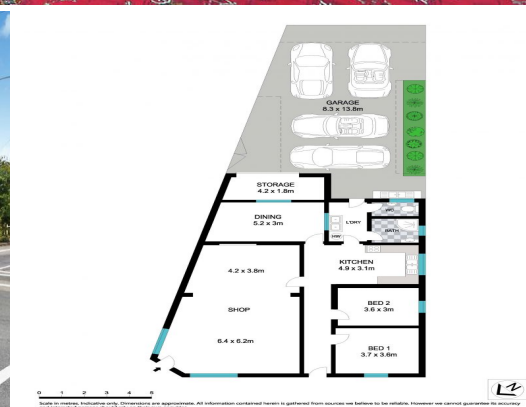 GARAGE
8.3 x 13.8m
STORAGE
4.2 x 1.8m
DINING
5.2 x 3m
L'DRY
WC
BATH
HW
KITCHEN
4.9 x 3.1m
4.2 x 3.8m
SHOP
6.4 x 6.2m
BED 2
3.6 x 3m
BED 1
3.7 x 3.6m
0 1 2 3 4 5
Scale in metres. Indicative only. Dimensions are approximate. All information contained herein is gathered from sources we believe to be reliable. However we cannot guarantee its accuracy